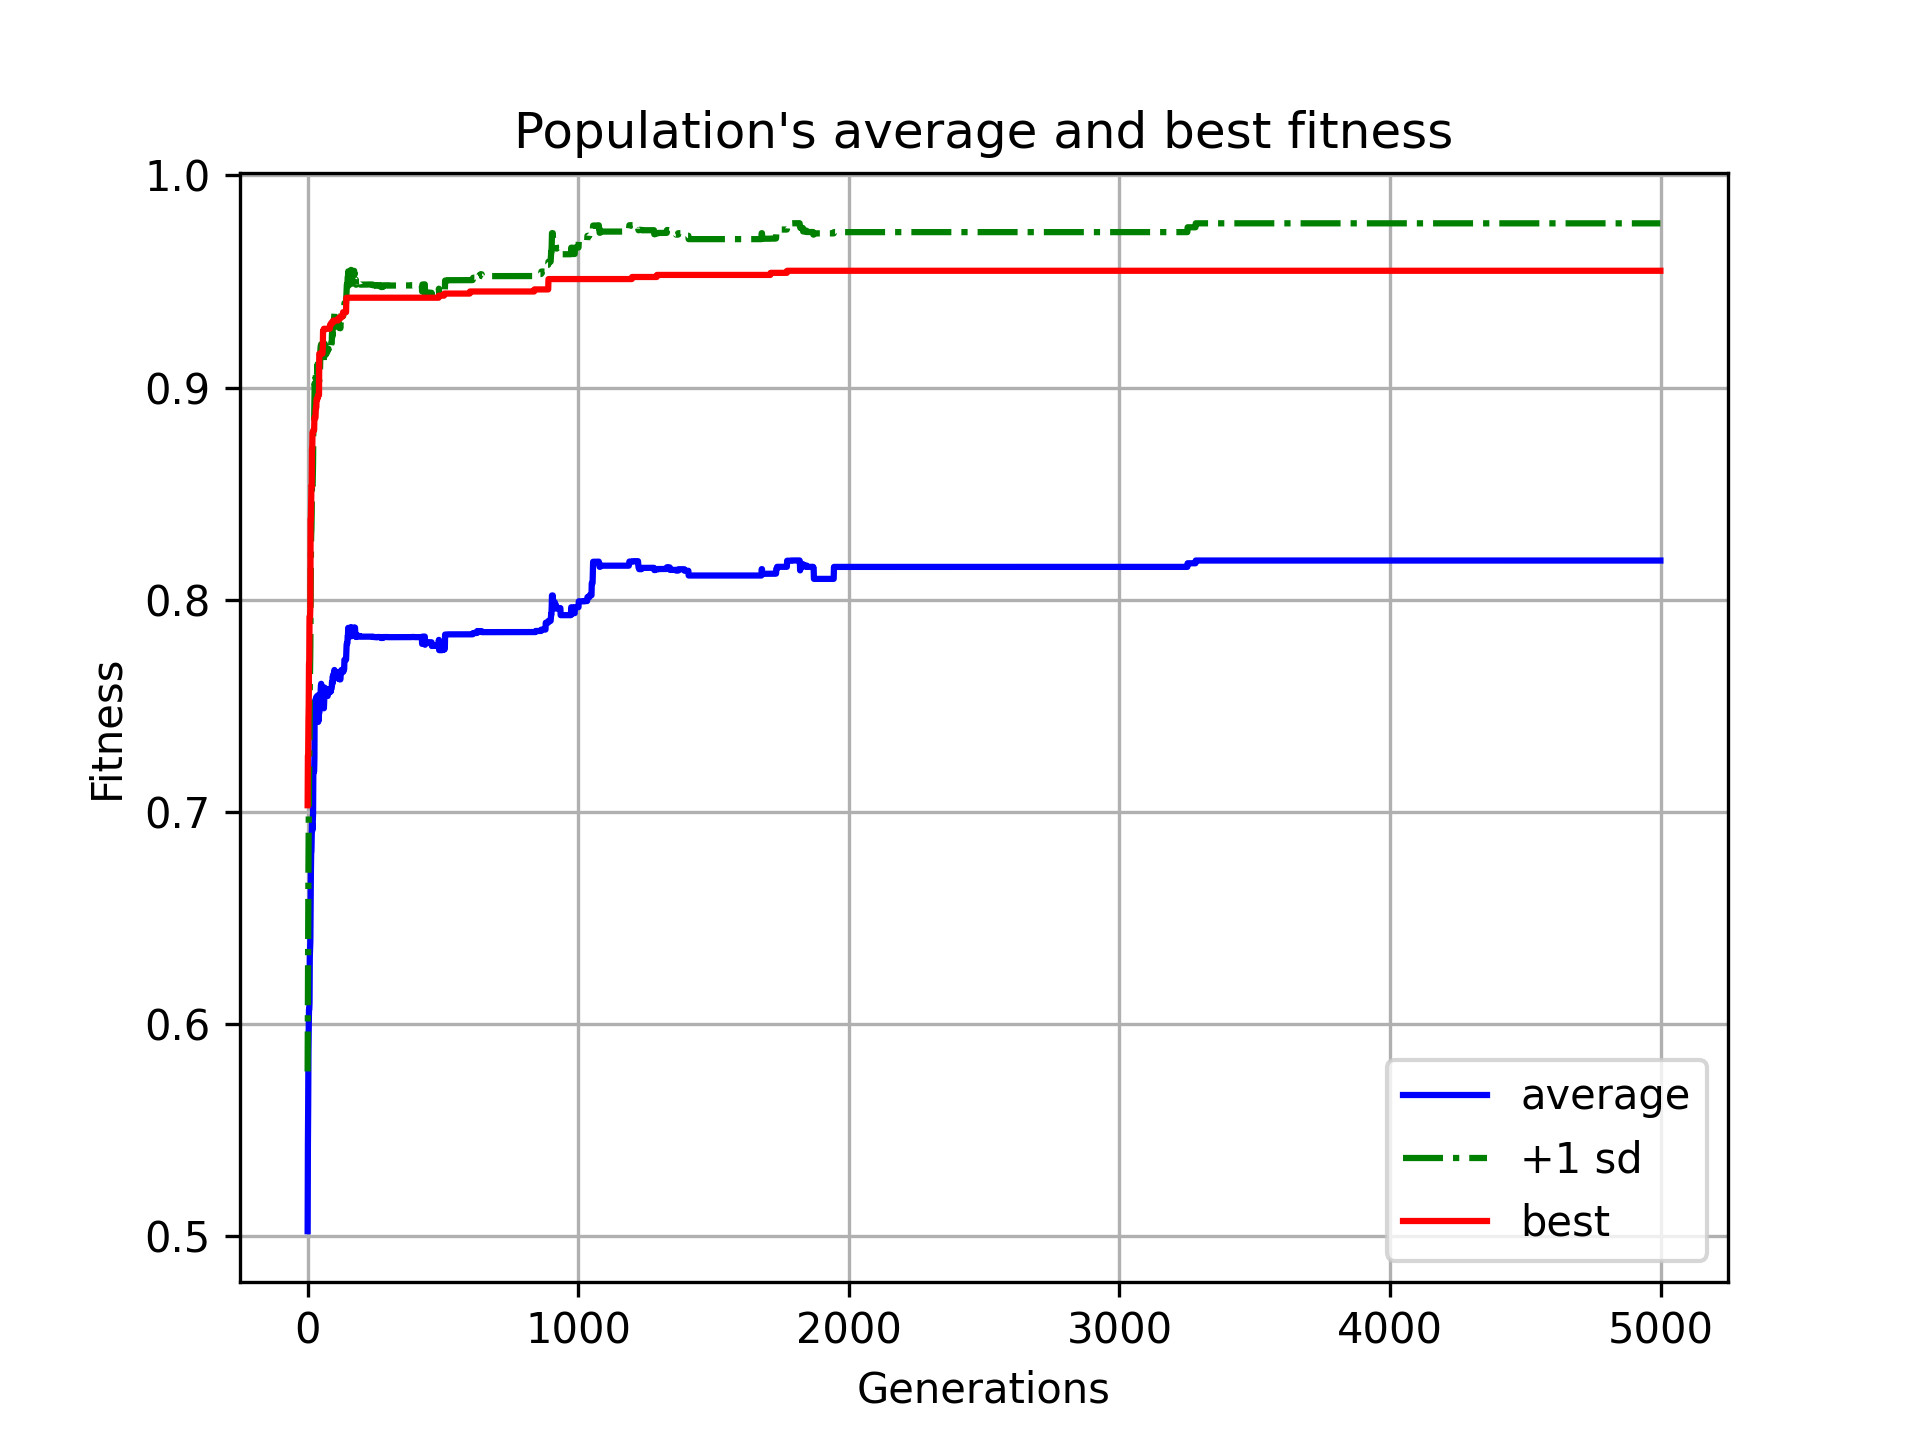 Population's average and best fitness
1.0
0.9
0.8
0.7
0.6
0.5
Fitness
0 1000 2000 3000 4000 5000
Generations
average
+1 sd
best